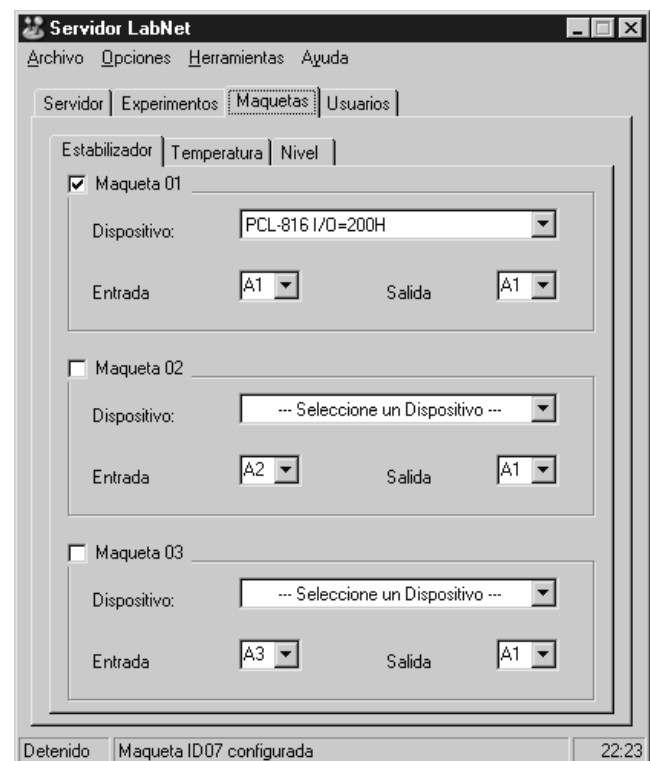 Servidor LabNet
Archivo Opciones Herramientas Ayuda
Servidor Experimentos Maquetas Usuarios
Estabilizador Temperatura Nivel
Maqueta 01
Dispositivo: PCL-816 I/O=200H
Entrada A1 Salida A1
Maqueta 02
Dispositivo: --- Seleccione un Dispositivo ---
Entrada A2 Salida A1
Maqueta 03
Dispositivo: --- Seleccione un Dispositivo ---
Entrada A3 Salida A1
Detenido Maqueta ID07 configurada 22:23